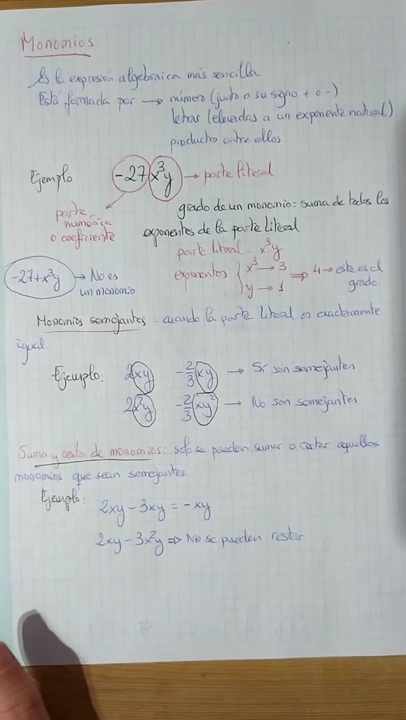 Monomios
Es la expresión algebraica más sencilla.
Está formada por → número (junto a su signo + o -)
letras (elevadas a un exponente natural)
producto entre ellos
Ejemplo -27x³y → parte literal
parte numérica o coeficiente
grado de un monomio: suma de todos los
exponentes de la parte literal
parte literal: x³y
exponentes { x³ → 3
y → 1
⇒ 4 → este es el grado.
-27+x³y → No es un monomio
Monomios semejantes: cuando la parte literal es exactamente
igual
Ejemplo: 2xy -2/3xy → Sí son semejantes
2x²y -2/3xy² → No son semejantes
Suma y resta de monomios: solo se pueden sumar o restar aquellos
monomios que sean semejantes.
Ejemplo: 2xy - 3xy = -xy
2xy - 3x²y ⇒ No se pueden restar